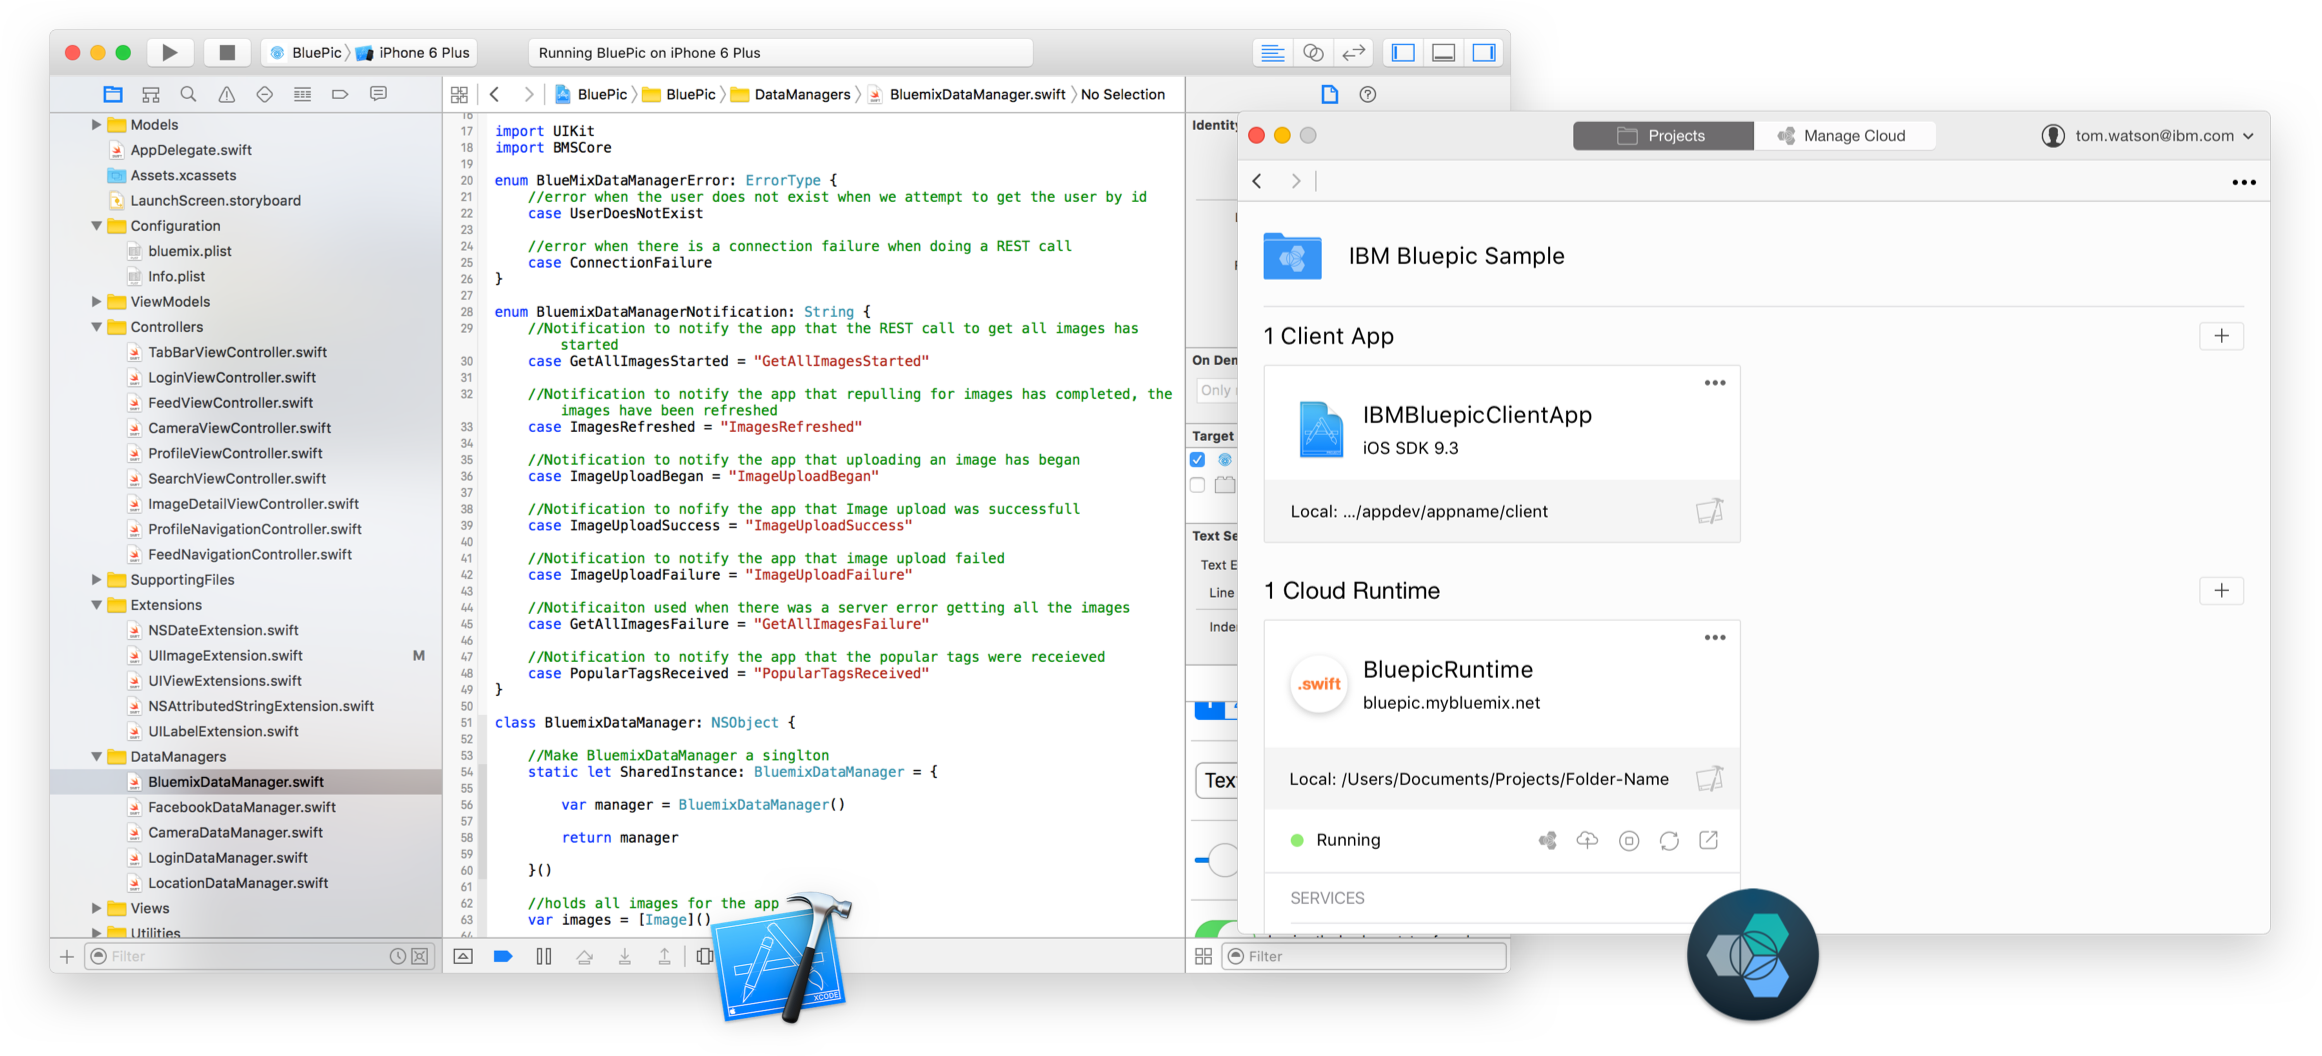 BluePic iPhone 6 Plus
Running BluePic on iPhone 6 Plus
Models
AppDelegate.swift
Assets.xcassets
LaunchScreen.storyboard
Configuration
bluemix.plist
Info.plist
ViewModels
Controllers
TabBarViewController.swift
LoginViewController.swift
FeedViewController.swift
CameraViewController.swift
ProfileViewController.swift
SearchViewController.swift
ImageDetailViewController.swift
ProfileNavigationController.swift
FeedNavigationController.swift
SupportingFiles
Extensions
NSDateExtension.swift
UIImageExtension.swift M
UIViewExtensions.swift
NSAttributedStringExtension.swift
UILabelExtension.swift
DataManagers
BluemixDataManager.swift
FacebookDataManager.swift
CameraDataManager.swift
LoginDataManager.swift
LocationDataManager.swift
Views
Utilities
Filter
BluePic BluePic DataManagers BluemixDataManager.swift No Selection
16
17 import UIKit
18 import BMSCore
19
20 enum BlueMixDataManagerError: ErrorType {
21 //error when the user does not exist when we attempt to get the user by id
22 case UserDoesNotExist
23
24 //error when there is a connection failure when doing a REST call
25 case ConnectionFailure
26 }
27
28 enum BluemixDataManagerNotification: String {
29 //Notification to notify the app that the REST call to get all images has
started
30 case GetAllImagesStarted = "GetAllImagesStarted"
31
32 //Notification to notify the app that repulling for images has completed, the
images have been refreshed
33 case ImagesRefreshed = "ImagesRefreshed"
34
35 //Notification to notify the app that uploading an image has began
36 case ImageUploadBegan = "ImageUploadBegan"
37
38 //Notification to nofify the app that Image upload was successfull
39 case ImageUploadSuccess = "ImageUploadSuccess"
40
41 //Notification to notify the app that image upload failed
42 case ImageUploadFailure = "ImageUploadFailure"
43
44 //Notificaiton used when there was a server error getting all the images
45 case GetAllImagesFailure = "GetAllImagesFailure"
46
47 //Notification to notify the app that the popular tags were receieved
48 case PopularTagsReceived = "PopularTagsReceived"
49 }
50
51 class BluemixDataManager: NSObject {
52
53 //Make BluemixDataManager a singlton
54 static let SharedInstance: BluemixDataManager = {
55
56 var manager = BluemixDataManager()
57
58 return manager
59
60 }()
61
62 //holds all images for the app
63 var images = [Image]()
64
XCODE
Identity
On Den
Only
Target
Text Se
Text E
Line
Inde
Tex
Filter
Projects
Manage Cloud
tom.watson@ibm.com
IBM Bluepic Sample
1 Client App
IBMBluepicClientApp
iOS SDK 9.3
Local: .../appdev/appname/client
1 Cloud Runtime
.swift
BluepicRuntime
bluepic.mybluemix.net
Local: /Users/Documents/Projects/Folder-Name
Running
SERVICES